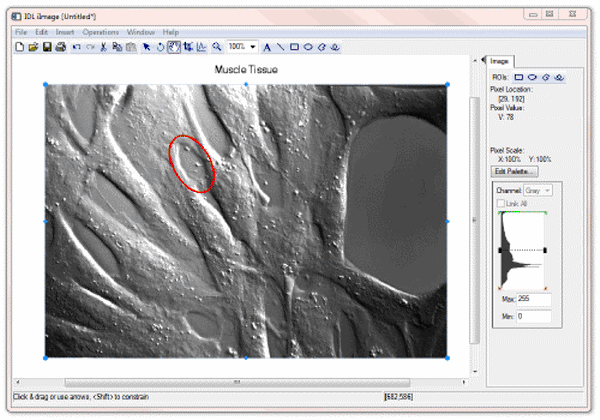 IDL iImage [Untitled*]
File Edit Insert Operations Window Help
100%
A
Muscle Tissue
Image
ROIs:
Pixel Location:
[29, 192]
Pixel Value:
V: 78
Pixel Scale:
X:100% Y:100%
Edit Palette...
Channel: Gray
Link All
Max: 255
Min: 0
Click & drag or use arrows, <Shift> to constrain
[682,586]